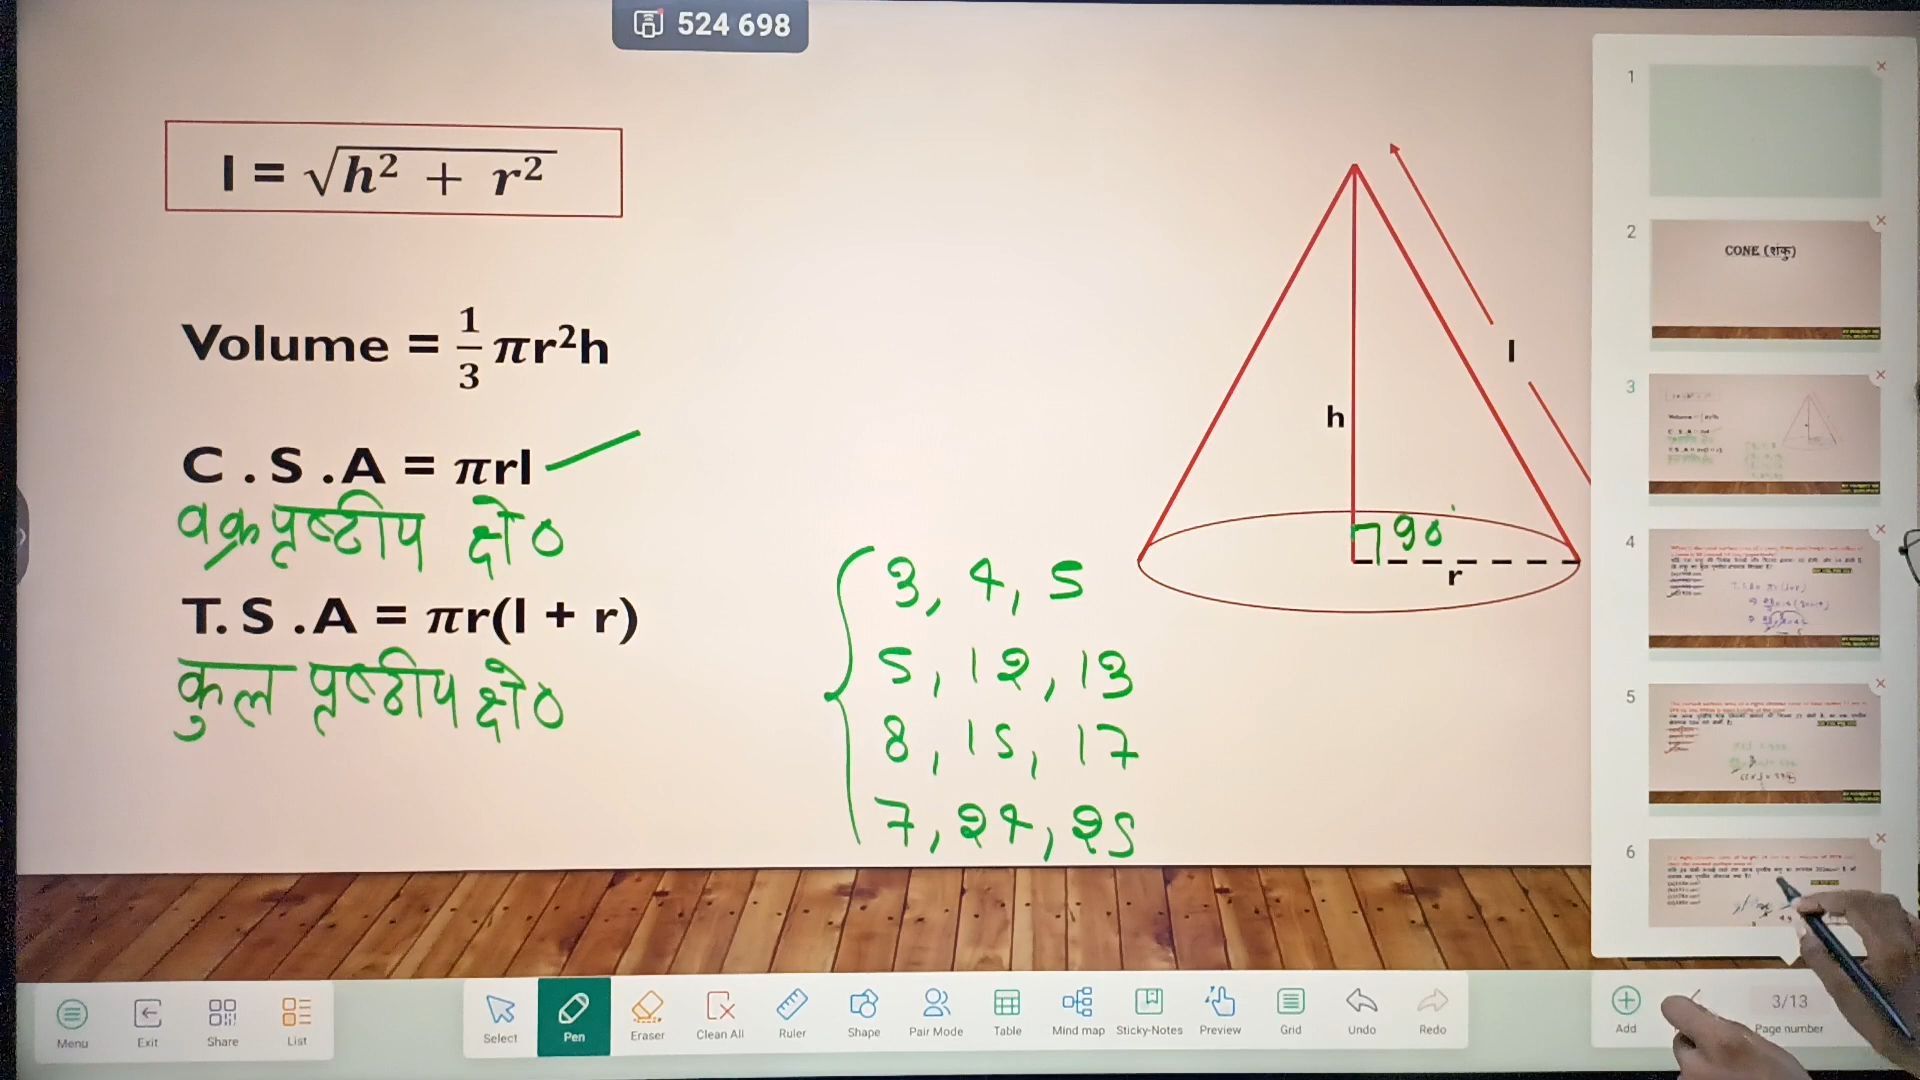 524 698
l = √h² + r²
Volume = 1/3 πr²h
C . S . A = πrl
वक्रपृष्ठीय क्षे०
T. S . A = πr(l + r)
कुल पृष्ठीय क्षे०
3, 4, 5
5, 12, 13
8, 15, 17
7, 24, 25
h
l
90°
r
1
2
CONE (शंकु)
3
4
5
6
Menu
Exit
Share
List
Select
Pen
Eraser
Clean All
Ruler
Shape
Pair Mode
Table
Mind map
Sticky-Notes
Preview
Grid
Undo
Redo
Add
3/13
Page number